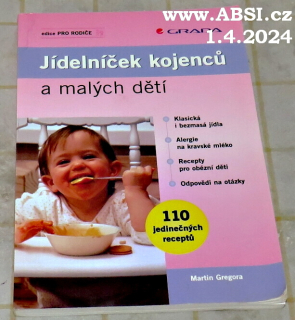 www.ABSI.cz
1.4.2024
edice PRO RODIČE
GRADA
Jídelníček kojenců
a malých dětí
Klasická
i bezmasá jídla
Alergie
na kravské mléko
Recepty
pro obézní děti
Odpovědi na otázky
110
jedinečných
receptů
Martin Gregora